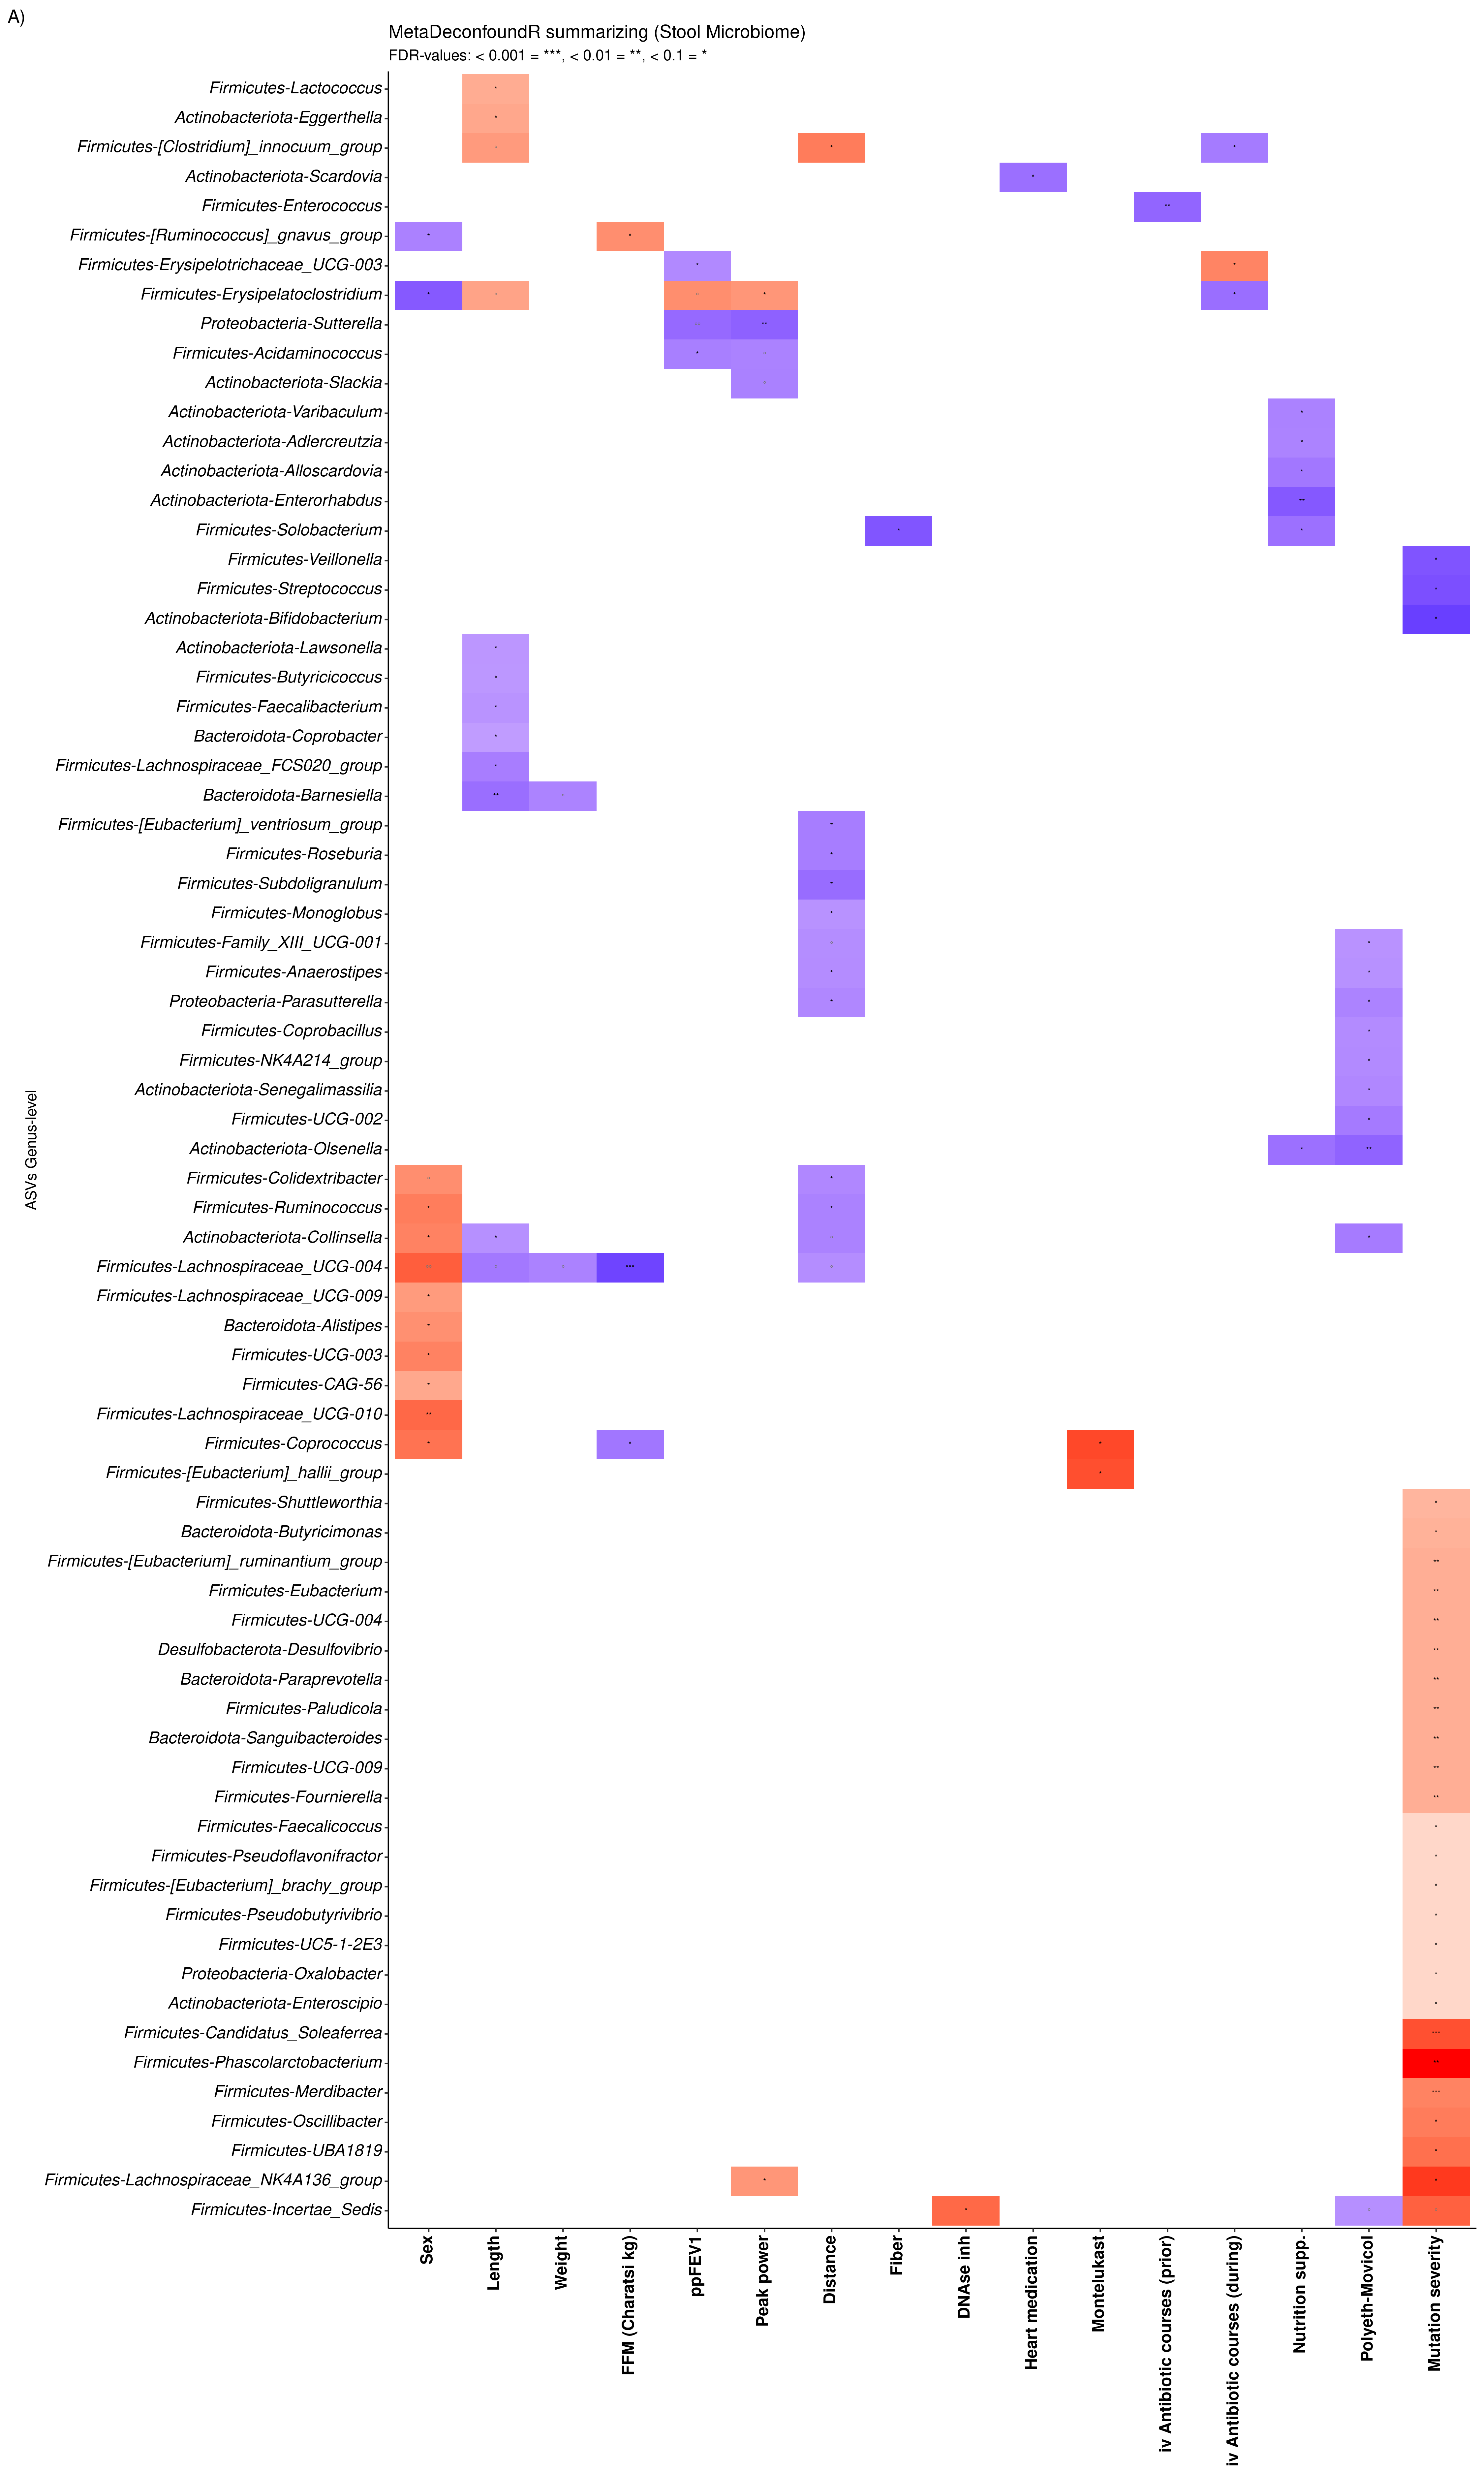 A)
MetaDeconfoundR summarizing (Stool Microbiome)
FDR-values: < 0.001 = ***, < 0.01 = **, < 0.1 = *
ASVs Genus-level
Firmicutes-Lactococcus
Actinobacteriota-Eggerthella
Firmicutes-[Clostridium]_innocuum_group
Actinobacteriota-Scardovia
Firmicutes-Enterococcus
Firmicutes-[Ruminococcus]_gnavus_group
Firmicutes-Erysipelotrichaceae_UCG-003
Firmicutes-Erysipelatoclostridium
Proteobacteria-Sutterella
Firmicutes-Acidaminococcus
Actinobacteriota-Slackia
Actinobacteriota-Varibaculum
Actinobacteriota-Adlercreutzia
Actinobacteriota-Alloscardovia
Actinobacteriota-Enterorhabdus
Firmicutes-Solobacterium
Firmicutes-Veillonella
Firmicutes-Streptococcus
Actinobacteriota-Bifidobacterium
Actinobacteriota-Lawsonella
Firmicutes-Butyricicoccus
Firmicutes-Faecalibacterium
Bacteroidota-Coprobacter
Firmicutes-Lachnospiraceae_FCS020_group
Bacteroidota-Barnesiella
Firmicutes-[Eubacterium]_ventriosum_group
Firmicutes-Roseburia
Firmicutes-Subdoligranulum
Firmicutes-Monoglobus
Firmicutes-Family_XIII_UCG-001
Firmicutes-Anaerostipes
Proteobacteria-Parasutterella
Firmicutes-Coprobacillus
Firmicutes-NK4A214_group
Actinobacteriota-Senegalimassilia
Firmicutes-UCG-002
Actinobacteriota-Olsenella
Firmicutes-Colidextribacter
Firmicutes-Ruminococcus
Actinobacteriota-Collinsella
Firmicutes-Lachnospiraceae_UCG-004
Firmicutes-Lachnospiraceae_UCG-009
Bacteroidota-Alistipes
Firmicutes-UCG-003
Firmicutes-CAG-56
Firmicutes-Lachnospiraceae_UCG-010
Firmicutes-Coprococcus
Firmicutes-[Eubacterium]_hallii_group
Firmicutes-Shuttleworthia
Bacteroidota-Butyricimonas
Firmicutes-[Eubacterium]_ruminantium_group
Firmicutes-Eubacterium
Firmicutes-UCG-004
Desulfobacterota-Desulfovibrio
Bacteroidota-Paraprevotella
Firmicutes-Paludicola
Bacteroidota-Sanguibacteroides
Firmicutes-UCG-009
Firmicutes-Fournierella
Firmicutes-Faecalicoccus
Firmicutes-Pseudoflavonifractor
Firmicutes-[Eubacterium]_brachy_group
Firmicutes-Pseudobutyrivibrio
Firmicutes-UC5-1-2E3
Proteobacteria-Oxalobacter
Actinobacteriota-Enteroscipio
Firmicutes-Candidatus_Soleaferrea
Firmicutes-Phascolarctobacterium
Firmicutes-Merdibacter
Firmicutes-Oscillibacter
Firmicutes-UBA1819
Firmicutes-Lachnospiraceae_NK4A136_group
Firmicutes-Incertae_Sedis
Sex
Length
Weight
FFM (Charatsi kg)
ppFEV1
Peak power
Distance
Fiber
DNAse inh
Heart medication
Montelukast
iv Antibiotic courses (prior)
iv Antibiotic courses (during)
Nutrition supp.
Polyeth-Movicol
Mutation severity